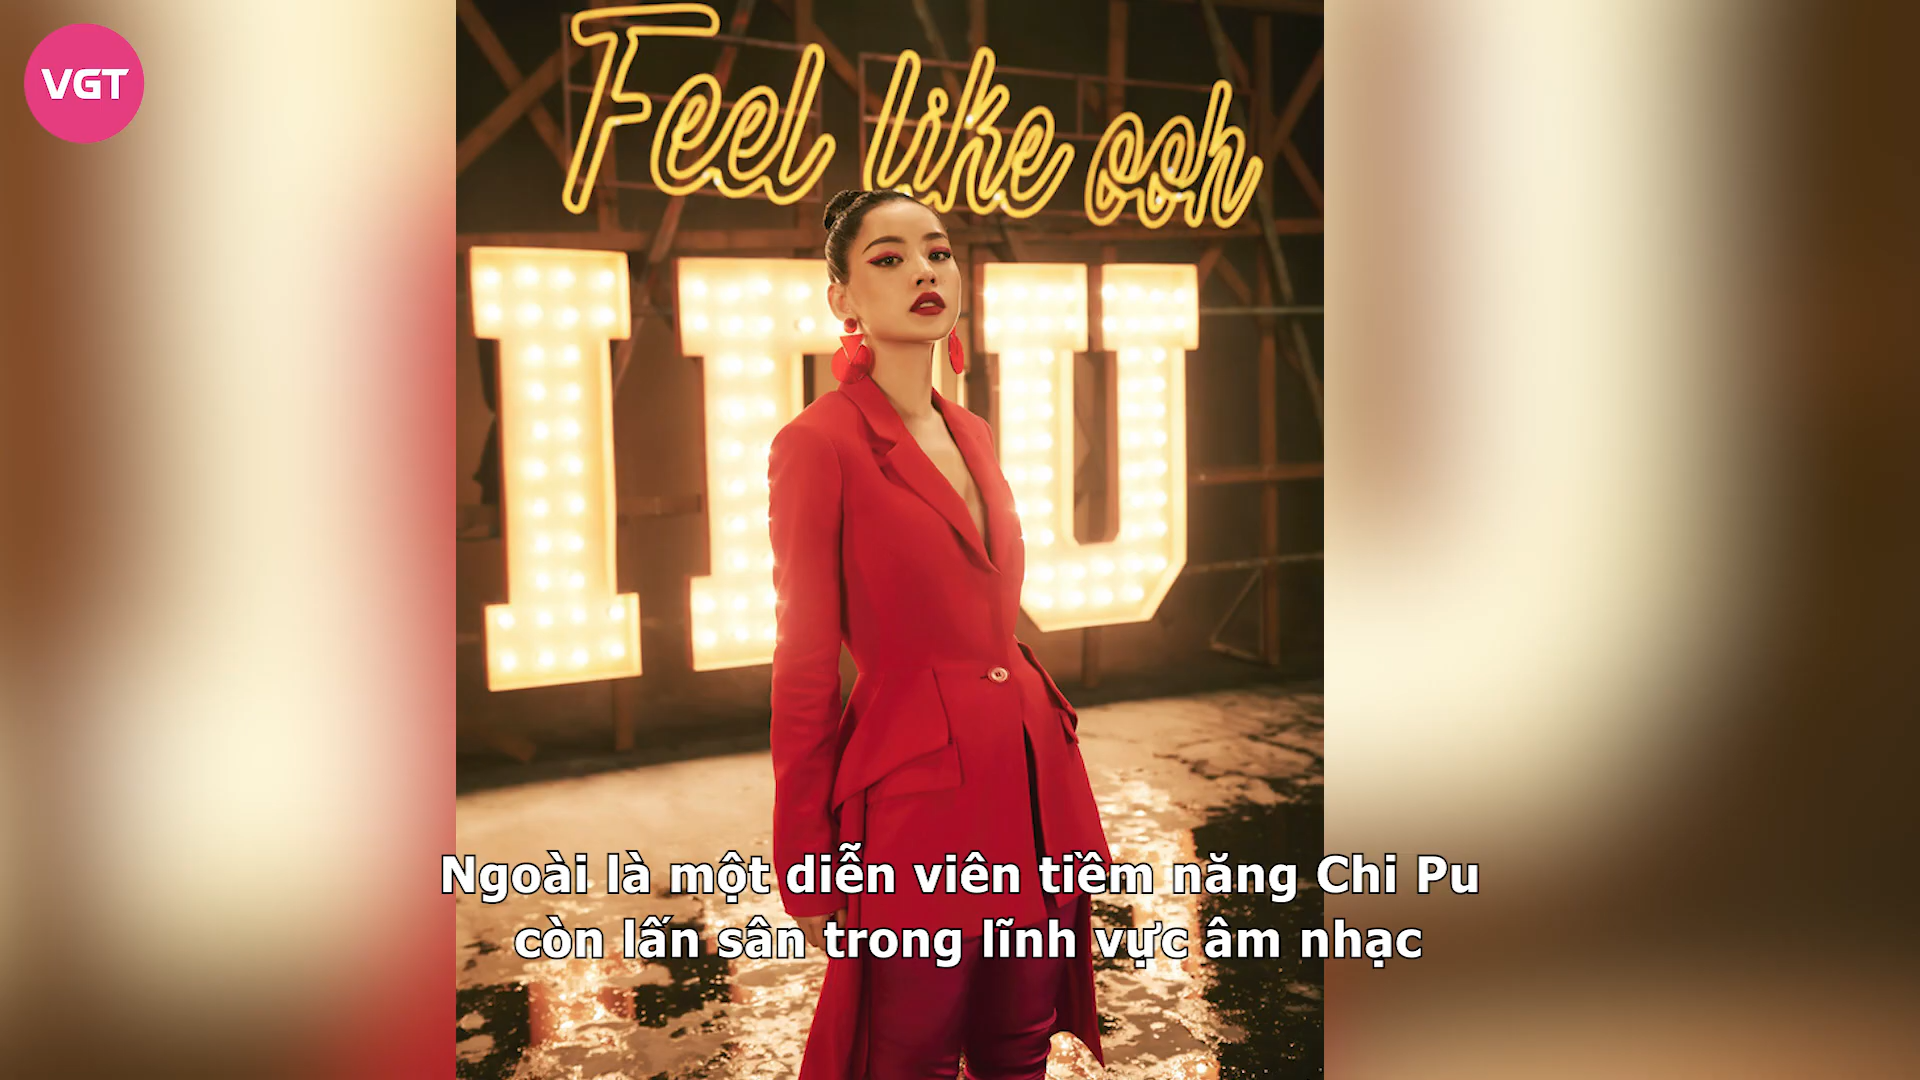 VGT
Feel like ooh
Ngoài là một diễn viên tiềm năng Chi Pu
còn lấn sân trong lĩnh vực âm nhạc